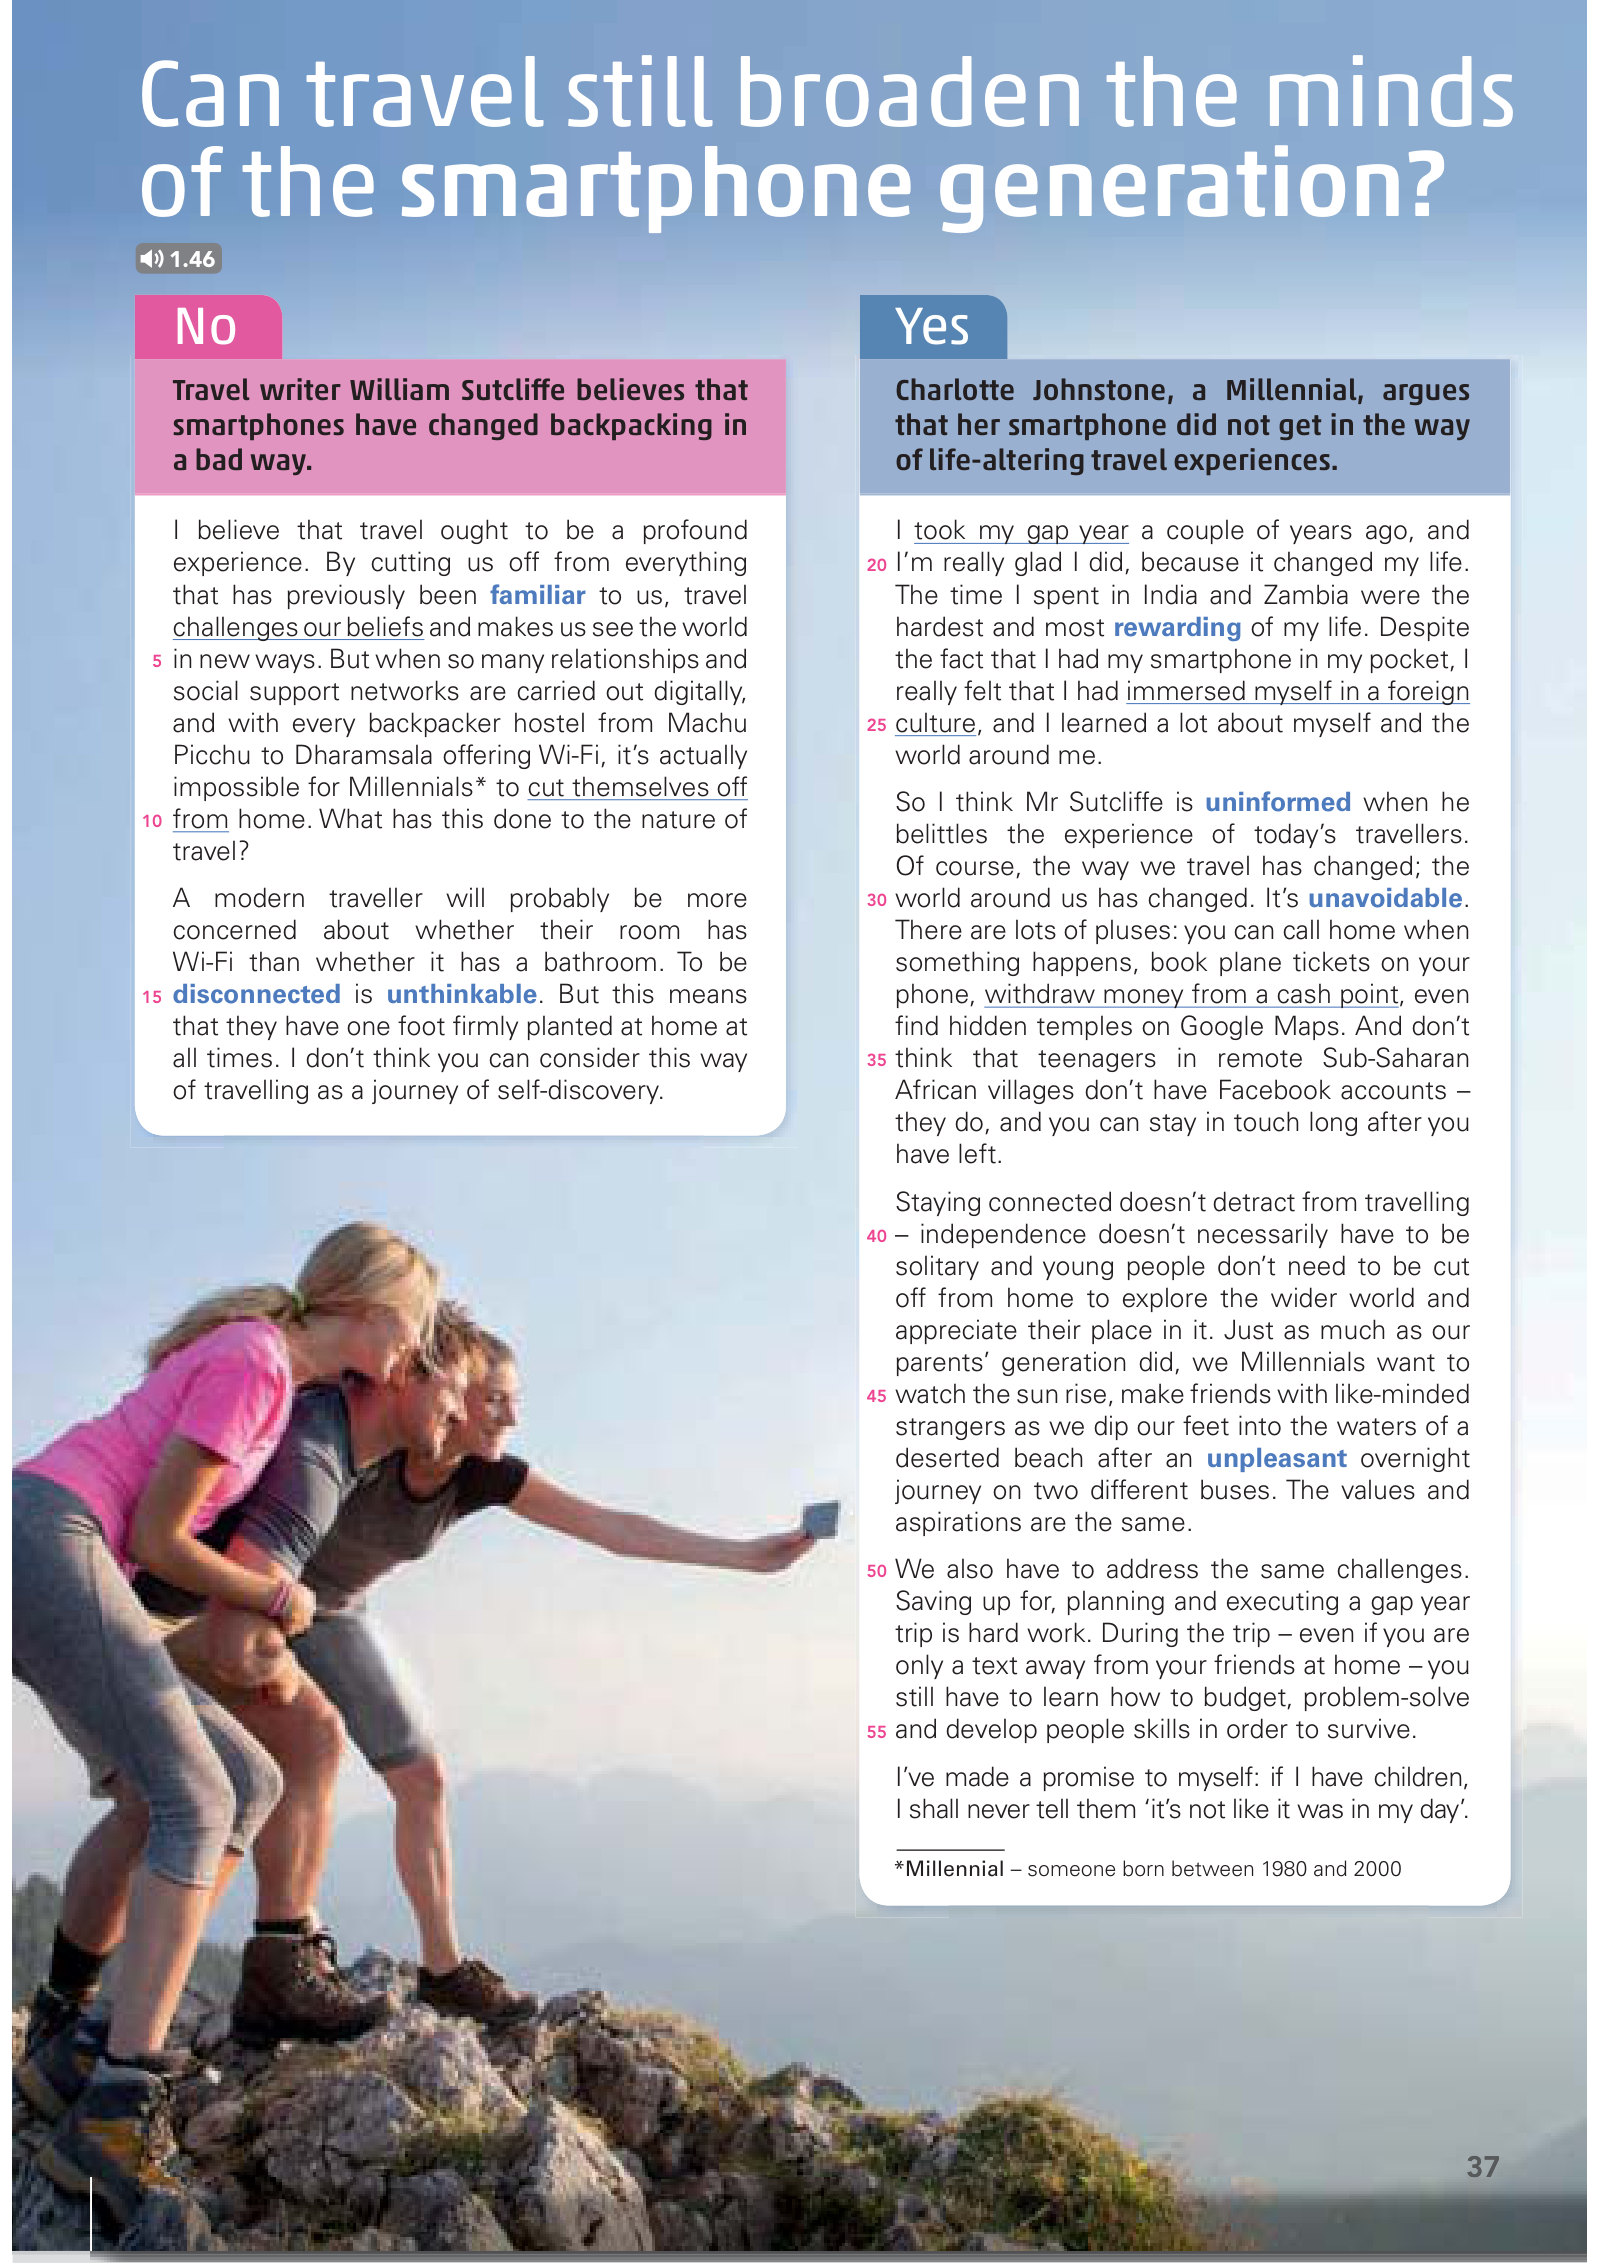 Can travel still broaden the minds
of the smartphone generation?
1.46
No
Travel writer William Sutcliffe believes that
smartphones have changed backpacking in
a bad way.
I believe that travel ought to be a profound
experience. By cutting us off from everything
that has previously been familiar to us, travel
challenges our beliefs and makes us see the world
5 in new ways. But when so many relationships and
social support networks are carried out digitally,
and with every backpacker hostel from Machu
Picchu to Dharamsala offering Wi-Fi, it's actually
impossible for Millennials* to cut themselves off
10 from home. What has this done to the nature of
travel?
A modern traveller will probably be more
concerned about whether their room has
Wi-Fi than whether it has a bathroom. To be
15 disconnected is unthinkable. But this means
that they have one foot firmly planted at home at
all times. I don't think you can consider this way
of travelling as a journey of self-discovery.
Yes
Charlotte Johnstone, a Millennial, argues
that her smartphone did not get in the way
of life-altering travel experiences.
I took my gap year a couple of years ago, and
20 I'm really glad I did, because it changed my life.
The time I spent in India and Zambia were the
hardest and most rewarding of my life. Despite
the fact that I had my smartphone in my pocket, I
really felt that I had immersed myself in a foreign
25 culture, and I learned a lot about myself and the
world around me.
So I think Mr Sutcliffe is uninformed when he
belittles the experience of today's travellers.
Of course, the way we travel has changed; the
30 world around us has changed. It's unavoidable.
There are lots of pluses: you can call home when
something happens, book plane tickets on your
phone, withdraw money from a cash point, even
find hidden temples on Google Maps. And don't
35 think that teenagers in remote Sub-Saharan
African villages don't have Facebook accounts –
they do, and you can stay in touch long after you
have left.
Staying connected doesn't detract from travelling
40 – independence doesn't necessarily have to be
solitary and young people don't need to be cut
off from home to explore the wider world and
appreciate their place in it. Just as much as our
parents' generation did, we Millennials want to
45 watch the sun rise, make friends with like-minded
strangers as we dip our feet into the waters of a
deserted beach after an unpleasant overnight
journey on two different buses. The values and
aspirations are the same.
50 We also have to address the same challenges.
Saving up for, planning and executing a gap year
trip is hard work. During the trip – even if you are
only a text away from your friends at home – you
still have to learn how to budget, problem-solve
55 and develop people skills in order to survive.
I've made a promise to myself: if I have children,
I shall never tell them 'it's not like it was in my day'.
*Millennial – someone born between 1980 and 2000
37